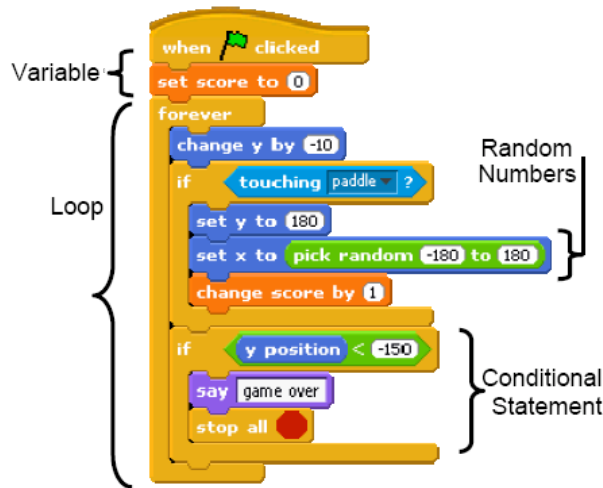 when clicked
Variable
set score to 0
forever
change y by -10
Random
Numbers
if touching paddle ?
Loop
set y to 180
set x to pick random -180 to 180
change score by 1
if y position < -150
Conditional
Statement
say game over
stop all